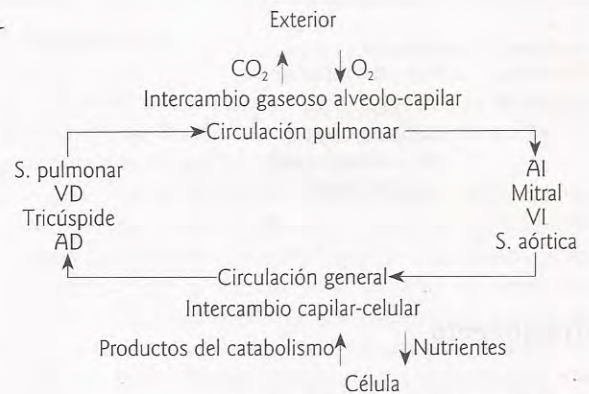 Exterior
CO₂ O₂
Intercambio gaseoso alveolo-capilar
Circulación pulmonar
S. pulmonar
VD
Tricúspide
AD
AI
Mitral
VI
S. aórtica
Circulación general
Intercambio capilar-celular
Productos del catabolismo Nutrientes
Célula